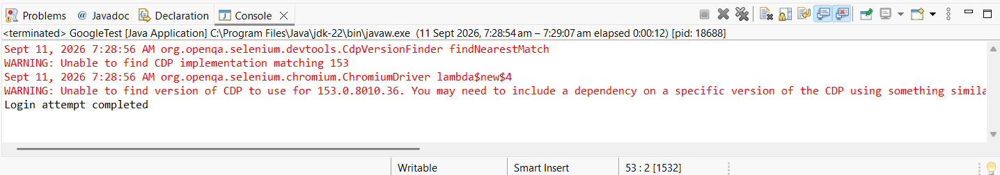 Problems Javadoc Declaration Console
<terminated> GoogleTest [Java Application] C:\Program Files\Java\jdk-22\bin\javaw.exe (11 Sept 2026, 7:28:54 am – 7:29:07 am elapsed 0:00:12) [pid: 18688]
Sept 11, 2026 7:28:56 AM org.openqa.selenium.devtools.CdpVersionFinder findNearestMatch
WARNING: Unable to find CDP implementation matching 153
Sept 11, 2026 7:28:56 AM org.openqa.selenium.chromium.ChromiumDriver lambda$new$4
WARNING: Unable to find version of CDP to use for 153.0.8010.36. You may need to include a dependency on a specific version of the CDP using something simila
Login attempt completed
Writable Smart Insert 53 : 2 [1532]